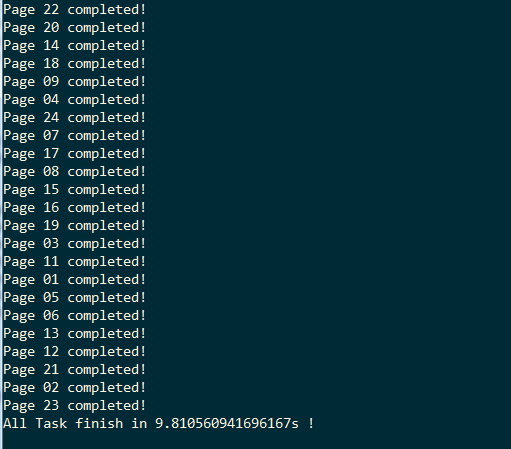 Page 22 completed!
Page 20 completed!
Page 14 completed!
Page 18 completed!
Page 09 completed!
Page 04 completed!
Page 24 completed!
Page 07 completed!
Page 17 completed!
Page 08 completed!
Page 15 completed!
Page 16 completed!
Page 19 completed!
Page 03 completed!
Page 11 completed!
Page 01 completed!
Page 05 completed!
Page 06 completed!
Page 13 completed!
Page 12 completed!
Page 21 completed!
Page 02 completed!
Page 23 completed!
All Task finish in 9.810560941696167s !